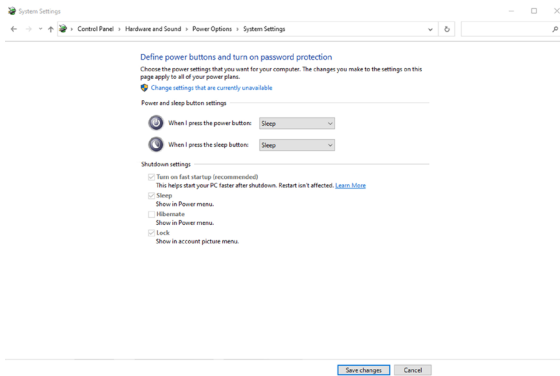 System Settings
Control Panel > Hardware and Sound > Power Options > System Settings
Define power buttons and turn on password protection
Choose the power settings that you want for your computer. The changes you make to the settings on this
page apply to all of your power plans.
Change settings that are currently unavailable
Power and sleep button settings
When I press the power button: Sleep
When I press the sleep button: Sleep
Shutdown settings
Turn on fast startup (recommended)
This helps start your PC faster after shutdown. Restart isn't affected. Learn More
Sleep
Show in Power menu.
Hibernate
Show in Power menu.
Lock
Show in account picture menu.
Save changes Cancel